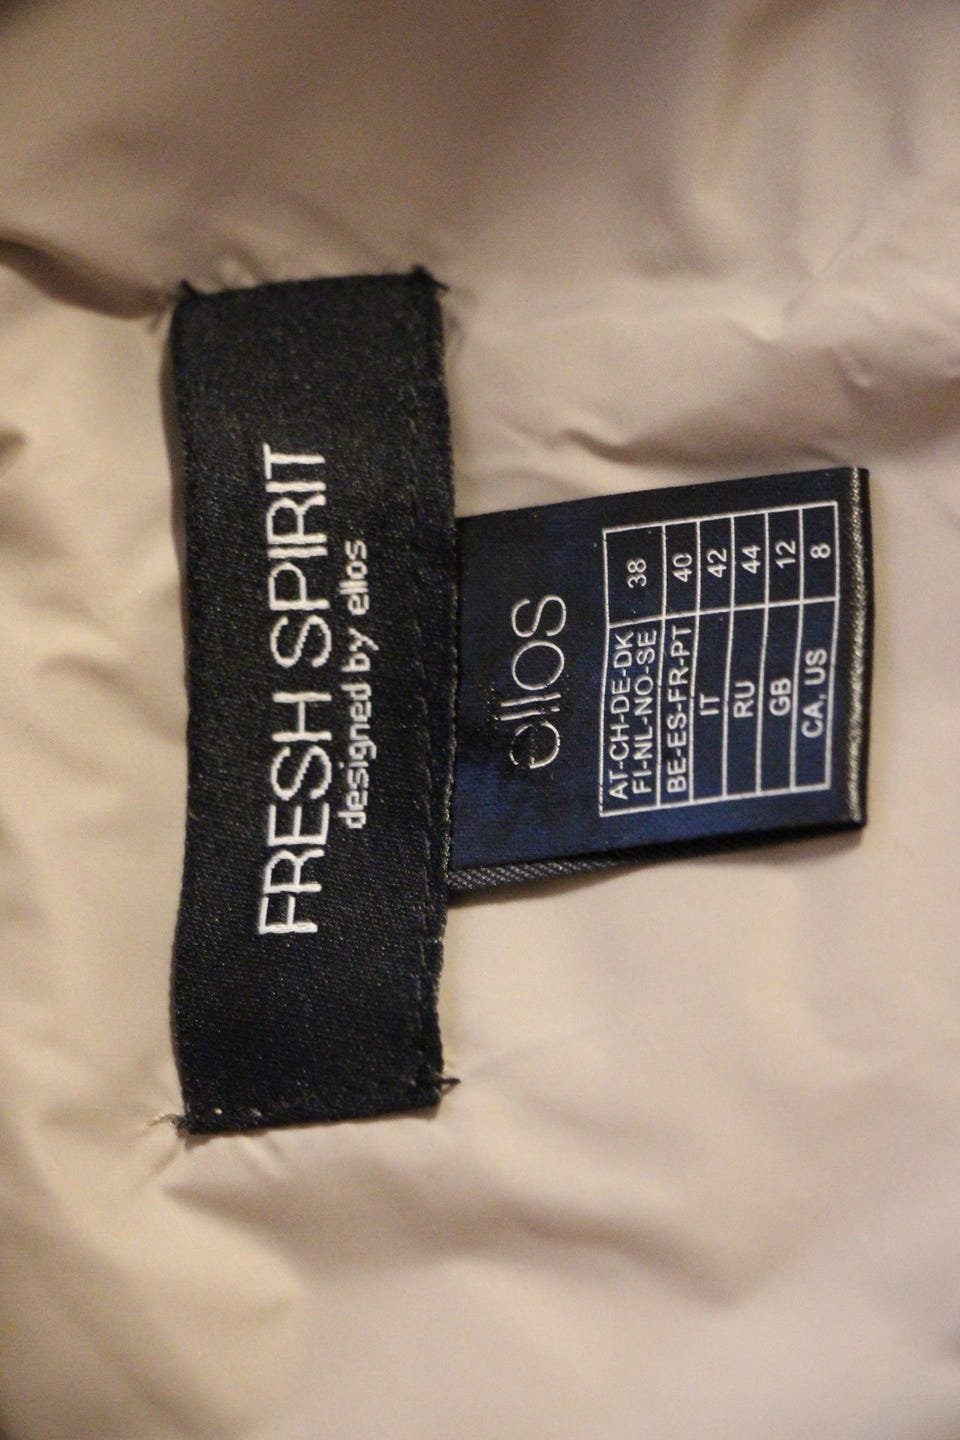 FRESH SPIRIT
designed by ellos
ellos
AT-CH-DE-DK
FI-NL-NO-SE 38
BE-ES-FR-PT 40
IT 42
RU 44
GB 12
CA, US 8